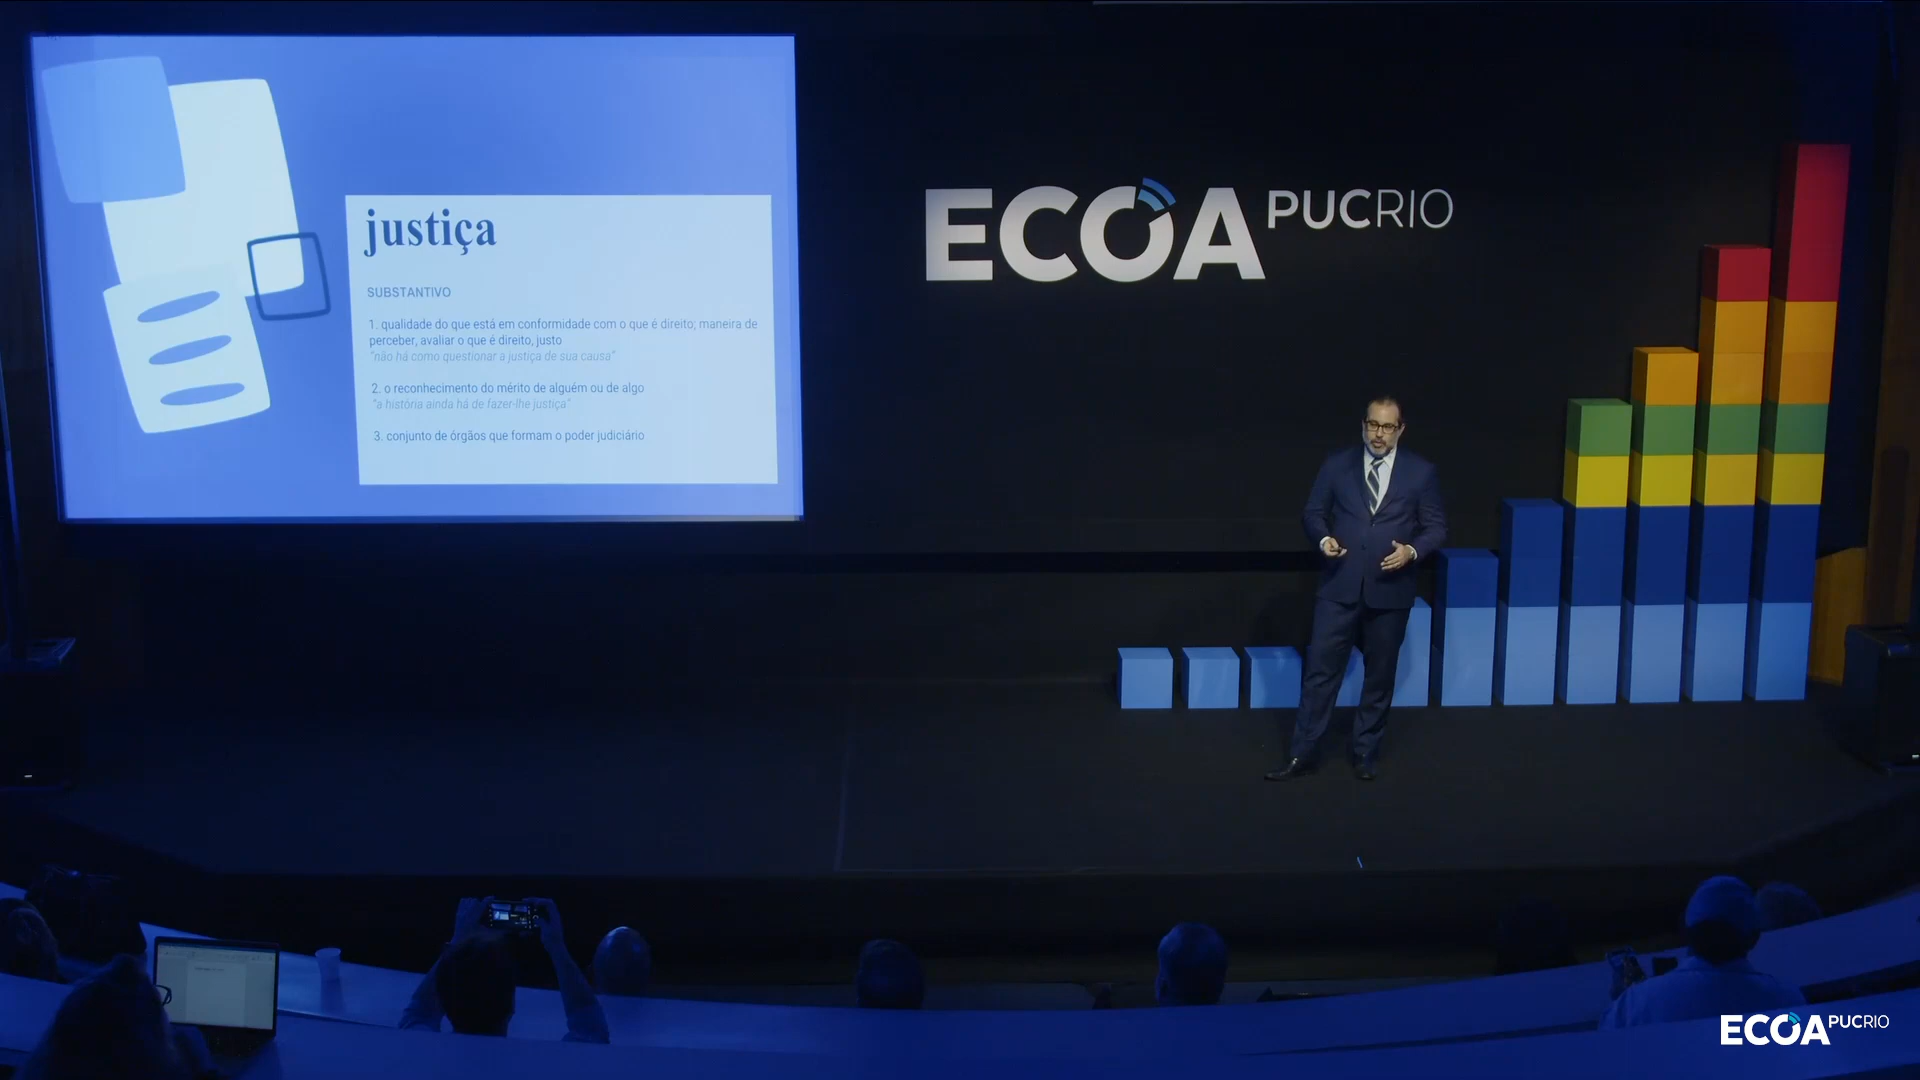 justiça
SUBSTANTIVO
1. qualidade do que está em conformidade com o que é direito; maneira de
perceber, avaliar o que é direito, justo
"não há como questionar a justiça de sua causa"
2. o reconhecimento do mérito de alguém ou de algo
"a história ainda há de fazer-lhe justiça"
3. conjunto de órgãos que formam o poder judiciário
ECOA PUCRIO
ECOA PUCRIO